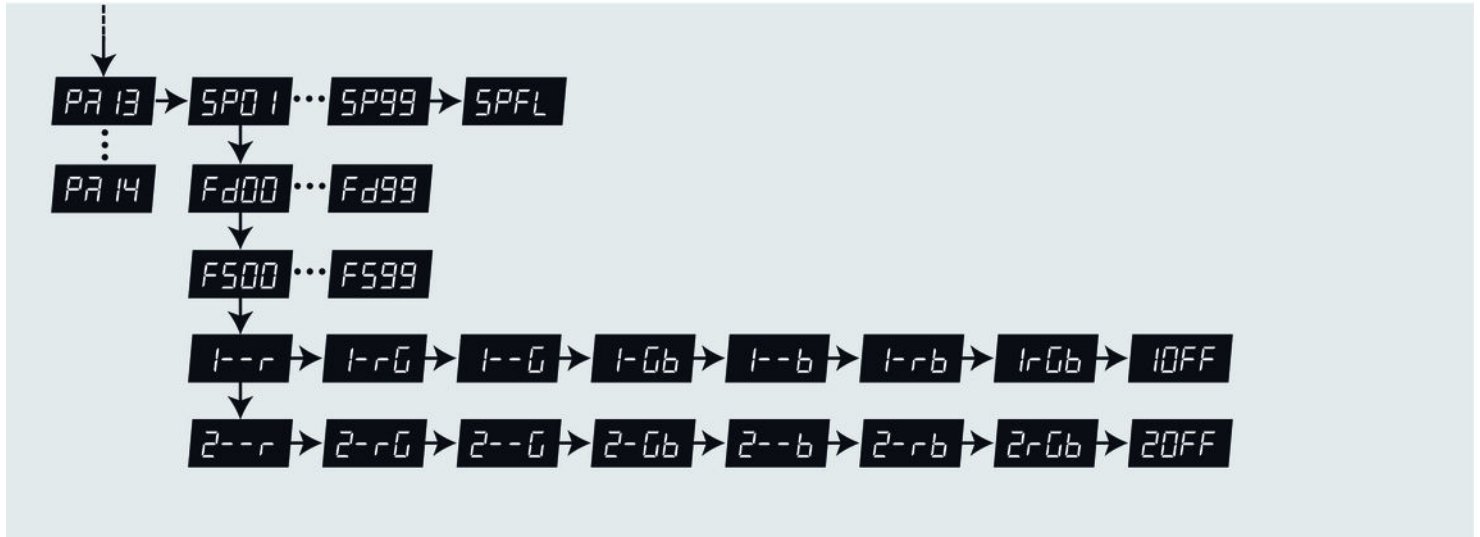 PA13 SP01 ... SP99 SPFL
PA14 Fd00 ... Fd99
FS00 ... FS99
1--r 1-rG 1--G 1-Gb 1--b 1-rb 1rGb 1OFF
2--r 2-rG 2--G 2-Gb 2--b 2-rb 2rGb 2OFF